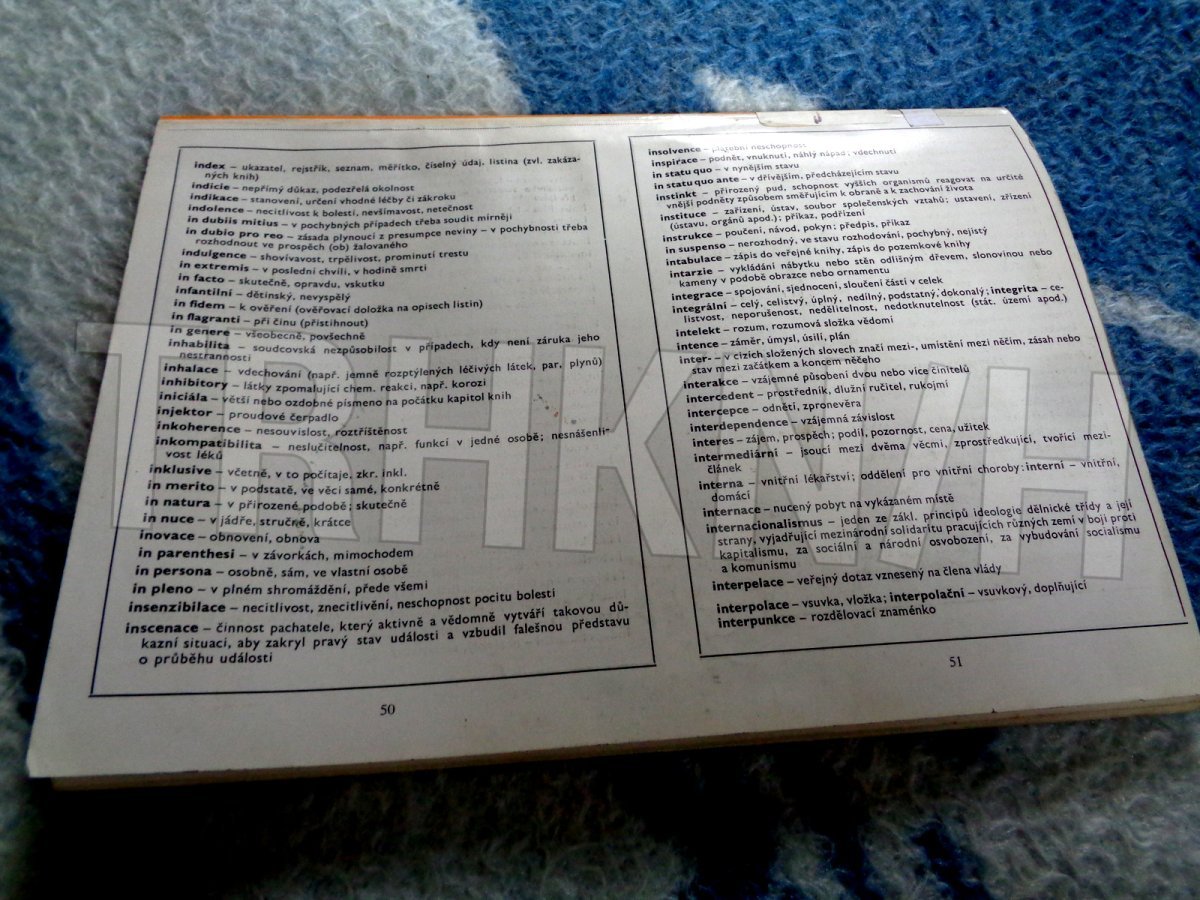 index – ukazatel, rejstřík, seznam, měřítko, číselný údaj. listina (zvl. zakáza-
ných knih)
indicie – nepřímý důkaz, podezřelá okolnost
indikace – stanovení, určení vhodné léčby či zákroku
indolence – necitlivost k bolesti, nevšímavost, netečnost
in dubiis mitius – v pochybných případech třeba soudit mírněji
in dubio pro reo – zásada plynoucí z presumpce neviny – v pochybnosti třeba
rozhodnout ve prospěch (ob) žalovaného
indulgence – shovívavost, trpělivost, prominutí trestu
in extremis – v poslední chvíli, v hodině smrti
in facto – skutečně, opravdu, vskutku
infantilní – dětinský, nevyspělý
in fidem – k ověření (ověřovací doložka na opisech listin)
in flagranti – při činu (přistihnout)
in genere – všeobecně, povšechně
inhabilita – soudcovská nezpůsobilost v případech, kdy není záruka jeho
nestrannosti
inhalace – vdechování (např. jemně rozptýlených léčivých látek, par, plynů)
inhibitory – látky zpomalující chem. reakci, např. korozi
iniciála – větší nebo ozdobné písmeno na počátku kapitol knih
injektor – proudové čerpadlo
inkoherence – nesouvislost, roztříštěnost
inkompatibilita – neslučitelnost, např. funkcí v jedné osobě; nesnášenli-
vost léků
inklusive – včetně, v to počítaje, zkr. inkl.
in merito – v podstatě, ve věci samé, konkrétně
in natura – v přirozené podobě; skutečně
in nuce – v jádře, stručně, krátce
inovace – obnovení, obnova
in parenthesi – v závorkách, mimochodem
in persona – osobně, sám, ve vlastní osobě
in pleno – v plném shromáždění, přede všemi
insenzibilace – necitlivost, znecitlivění, neschopnost pocitu bolesti
inscenace – činnost pachatele, který aktivně a vědomně vytváří takovou dů-
kazní situaci, aby zakryl pravý stav události a vzbudil falešnou představu
o průběhu události
50
insolvence – platební neschopnost
inspirace – podnět, vnuknutí, náhlý nápad; vdechnutí
in statu quo – v nynějším stavu
in statu quo ante – v dřívějším, předcházejícím stavu
instinkt – přirozený pud, schopnost vyšších organismů reagovat na určité
vnější podněty způsobem směřujícím k obraně a k zachování života
instituce – zařízení, ústav, soubor společenských vztahů; ustavení, zřízení
(ústavu, orgánů apod.); příkaz, podřízení
instrukce – poučení, návod, pokyn; předpis, příkaz
in suspenso – nerozhodný, ve stavu rozhodování, pochybný, nejistý
intabulace – zápis do veřejné knihy, zápis do pozemkové knihy
intarzie – vykládání nábytku nebo stěn odlišným dřevem, slonovinou nebo
kameny v podobě obrazce nebo ornamentu
integrace – spojování, sjednocení, sloučení části v celek
integrální – celý, celistvý, úplný, nedílný, podstatný, dokonalý; integrita – ce-
listvost, neporušenost, nedělitelnost, nedotknutelnost (stát. území apod.)
intelekt – rozum, rozumová složka vědomí
intence – záměr, úmysl, úsilí, plán
inter- – v cizích složených slovech značí mezi-, umístění mezi něčím, zásah nebo
stav mezi začátkem a koncem něčeho
interakce – vzájemné působení dvou nebo více činitelů
intercedent – prostředník, dlužní ručitel, rukojmí
intercepce – odnětí, zpronevěra
interdependence – vzájemná závislost
interes – zájem, prospěch; podíl, pozornost, cena, užitek
intermediární – jsoucí mezi dvěma věcmi, zprostředkující, tvořící mezi-
článek
interna – vnitřní lékařství; oddělení pro vnitřní choroby; interní – vnitřní,
domácí
internace – nucený pobyt na vykázaném místě
internacionalismus – jeden ze zákl. principů ideologie dělnické třídy a její
strany, vyjadřující mezinárodní solidaritu pracujících různých zemí v boji proti
kapitalismu, za sociální a národní osvobození, za vybudování socialismu
a komunismu
interpelace – veřejný dotaz vznesený na člena vlády
interpolace – vsuvka, vložka; interpolační – vsuvkový, doplňující
interpunkce – rozdělovací znaménko
51
TRHKNIH